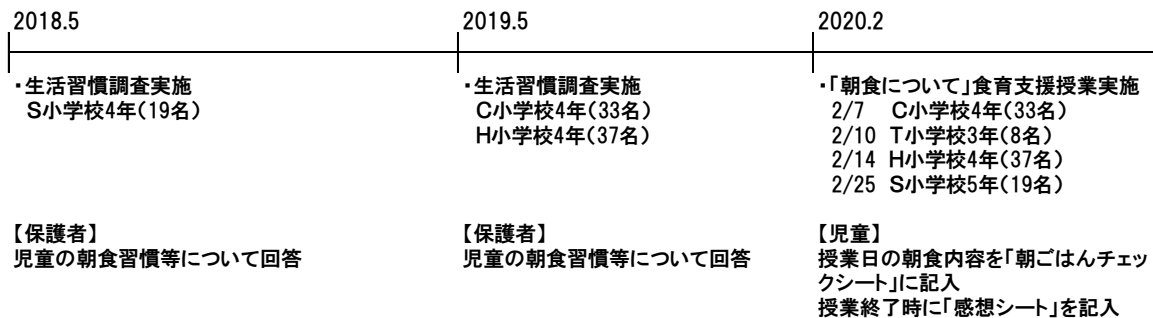 2018.5
2019.5
2020.2
・生活習慣調査実施
S小学校4年(19名)
・生活習慣調査実施
C小学校4年(33名)
H小学校4年(37名)
・「朝食について」食育支援授業実施
2/7 C小学校4年(33名)
2/10 T小学校3年(8名)
2/14 H小学校4年(37名)
2/25 S小学校5年(19名)
【保護者】
児童の朝食習慣等について回答
【保護者】
児童の朝食習慣等について回答
【児童】
授業日の朝食内容を「朝ごはんチェッ
クシート」に記入
授業終了時に「感想シート」を記入